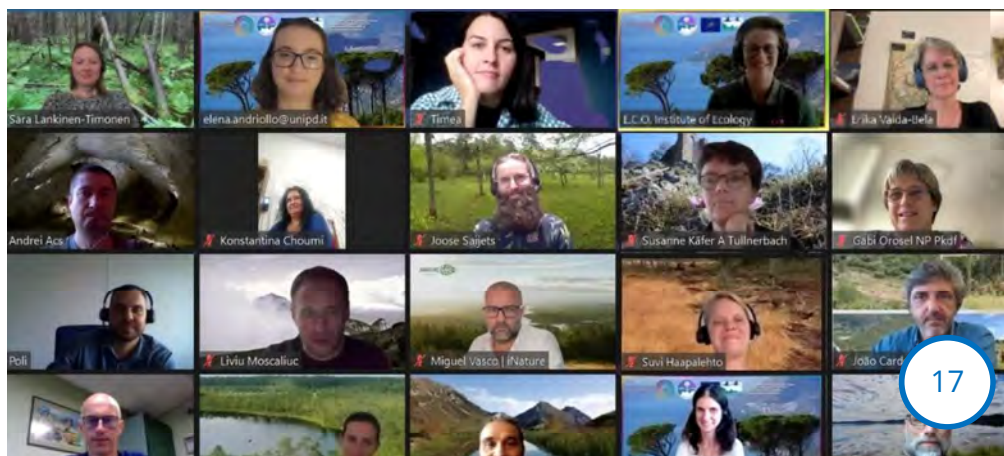 Sara Lankinen-Timonen
elena.andriollo@unipd.it
Timea
E.C.O. Institute of Ecology
Erika Vajda-Bela
Andrei Acs
Konstantina Choumi
Joose Saijets
Susanne Käfer A Tullnerbach
Gabi Orosel NP Pkdf
Poli
Liviu Moscaliuc
Miguel Vasco | iNature
Suvi Haapalehto
João Card
17